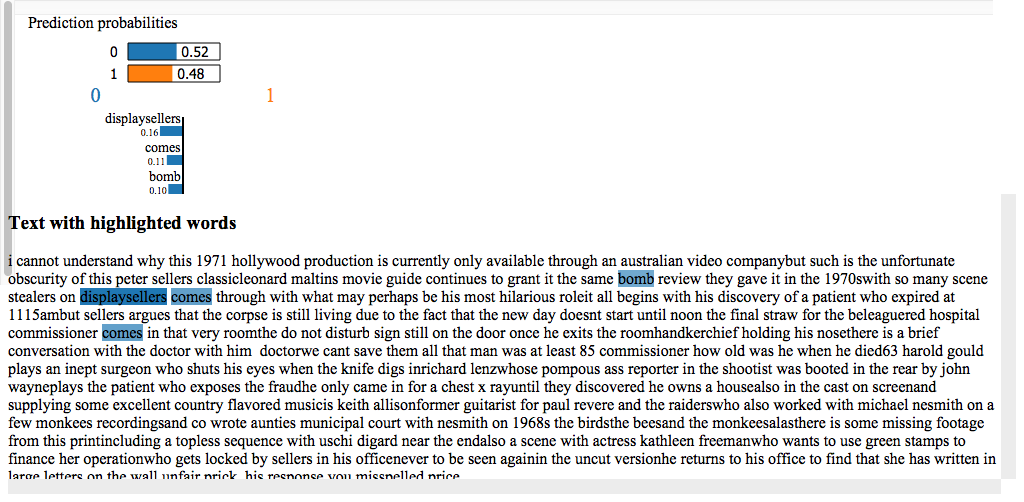 Prediction probabilities
0 0.52
1 0.48
0 1
displaysellers
0.16
comes
0.11
bomb
0.10
Text with highlighted words
i cannot understand why this 1971 hollywood production is currently only available through an australian video companybut such is the unfortunate
obscurity of this peter sellers classicleonard maltins movie guide continues to grant it the same bomb review they gave it in the 1970swith so many scene
stealers on displaysellers comes through with what may perhaps be his most hilarious roleit all begins with his discovery of a patient who expired at
1115ambut sellers argues that the corpse is still living due to the fact that the new day doesnt start until noon the final straw for the beleaguered hospital
commissioner comes in that very roomthe do not disturb sign still on the door once he exits the roomhandkerchief holding his nosethere is a brief
conversation with the doctor with him  doctorwe cant save them all that man was at least 85 commissioner how old was he when he died63 harold gould
plays an inept surgeon who shuts his eyes when the knife digs inrichard lenzwhose pompous ass reporter in the shootist was booted in the rear by john
wayneplays the patient who exposes the fraudhe only came in for a chest x rayuntil they discovered he owns a housealso in the cast on screenand
supplying some excellent country flavored musicis keith allisonformer guitarist for paul revere and the raiderswho also worked with michael nesmith on a
few monkees recordingsand co wrote aunties municipal court with nesmith on 1968s the birdsthe beesand the monkeesalasthere is some missing footage
from this printincluding a topless sequence with uschi digard near the endalso a scene with actress kathleen freemanwho wants to use green stamps to
finance her operationwho gets locked by sellers in his officenever to be seen againin the uncut versionhe returns to his office to find that she has written in
large letters on the wall unfair prick  his response you misspelled price